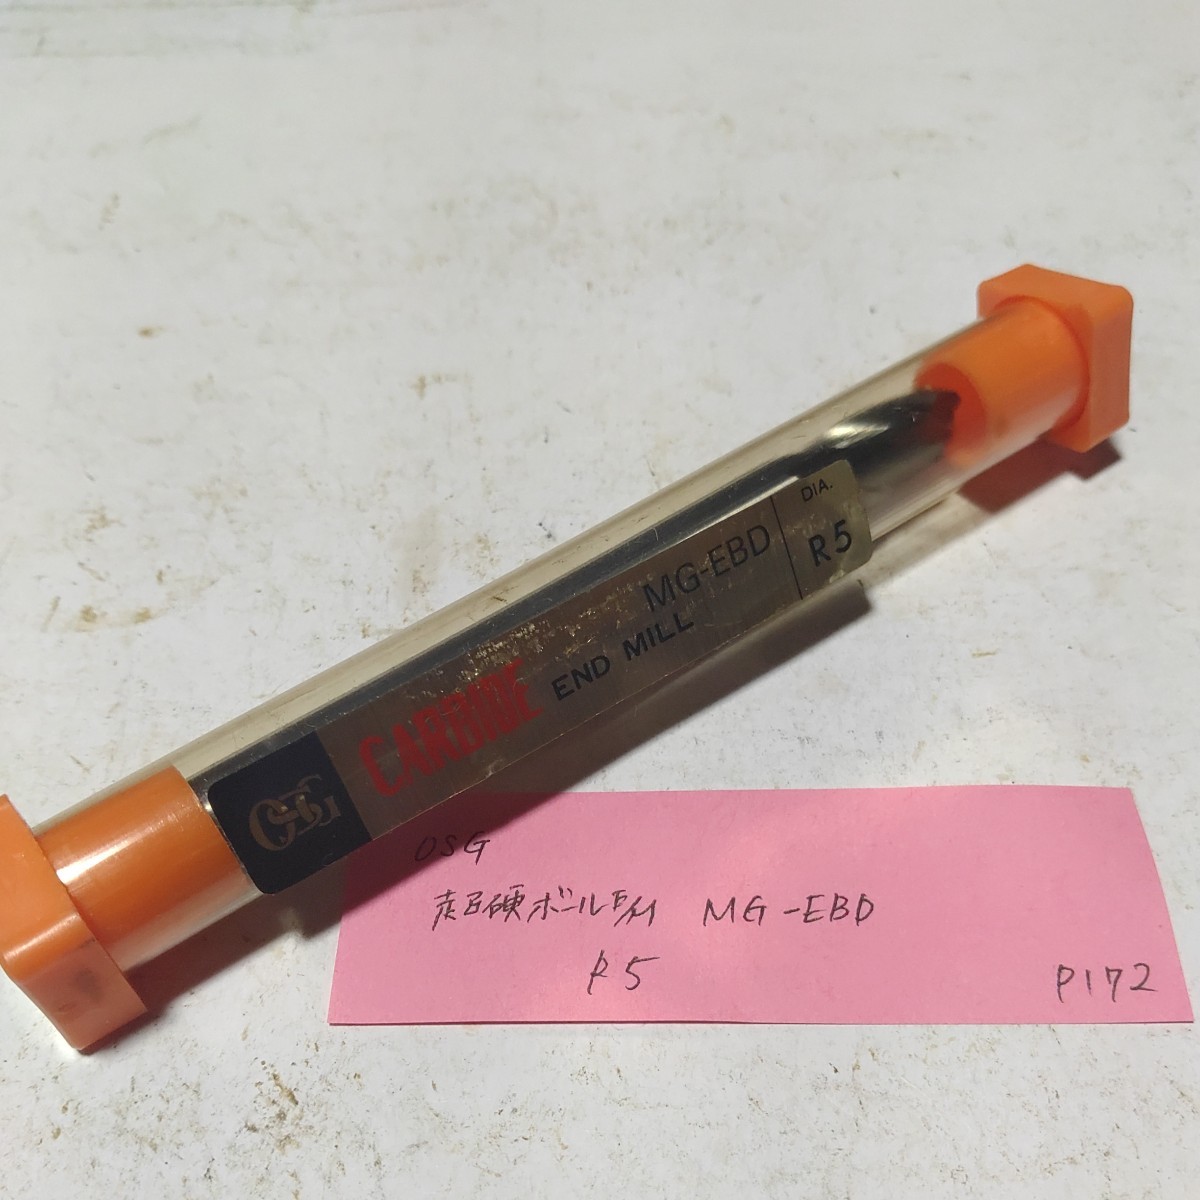 OSG
CARBIDE
END MILL
MG-EBD
DIA.
R5
OSG
超硬ボールE/M MG-EBD
R5
P172